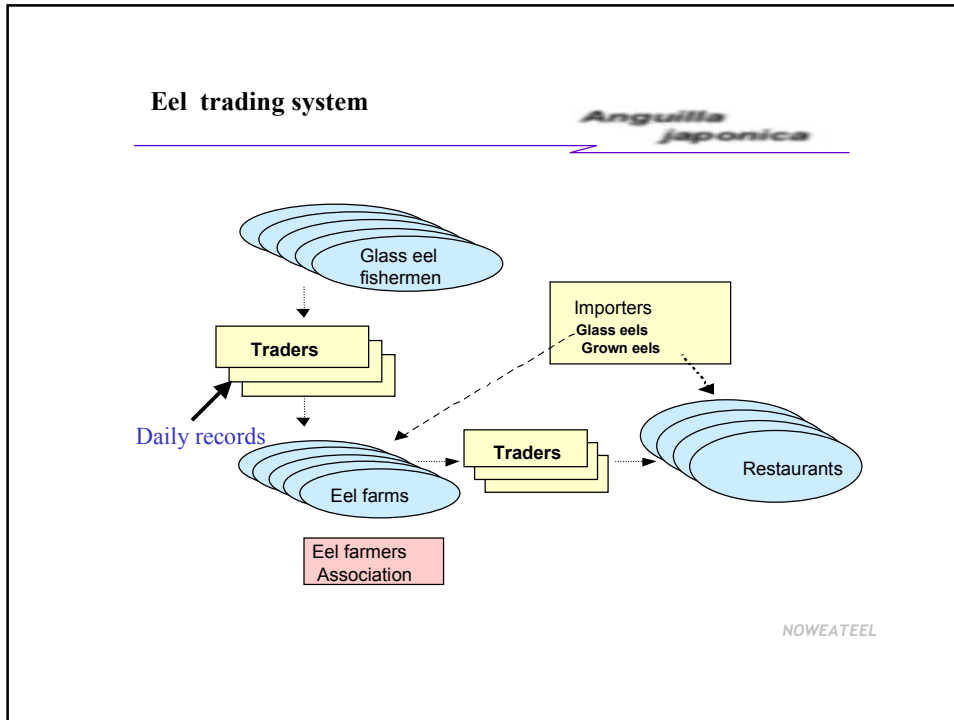 Eel trading system
Anguilla
japonica
Glass eel
fishermen
Importers
Glass eels
Grown eels
Traders
Daily records
Traders
Restaurants
Eel farms
Eel farmers
Association
NOWEATEEL